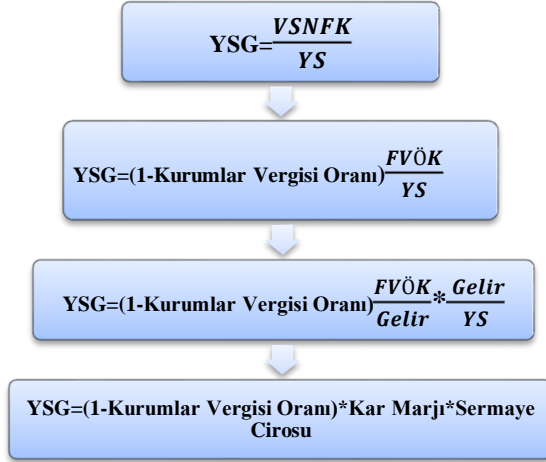 YSG=VSNFK/YS
YSG=(1-Kurumlar Vergisi Oranı)FVÖK/YS
YSG=(1-Kurumlar Vergisi Oranı)FVÖK/Gelir*Gelir/YS
YSG=(1-Kurumlar Vergisi Oranı)*Kar Marjı*Sermaye
Cirosu